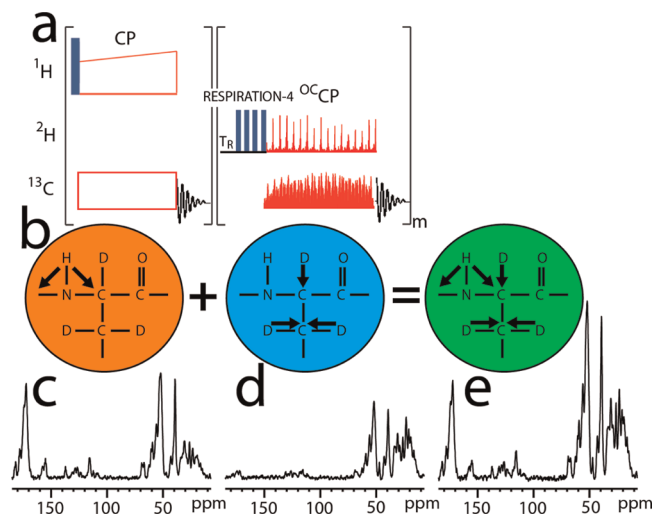 a
CP
¹H
RESPIRATION-4 ᴼᶜCP
²H
TR
¹³C
m
b
H D O
N C C
D C D
+
H D O
N C C
D C D
=
H D O
N C C
D C D
c d e
150 100 50 ppm
150 100 50 ppm
150 100 50 ppm